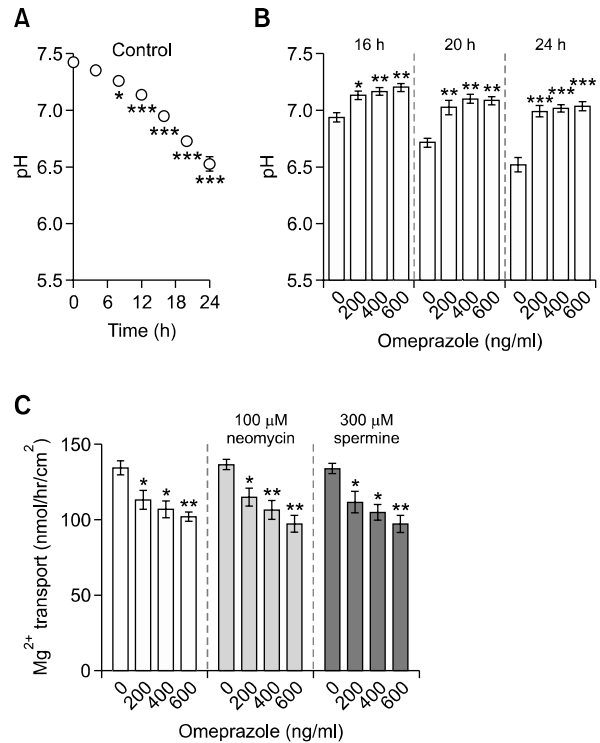 A
Control
7.5
7.0
6.5
6.0
5.5
pH
*
***
***
***
***
0 6 12 18 24
Time (h)
B
16 h 20 h 24 h
7.5
7.0
6.5
6.0
5.5
pH
* ** ** ** ** ** *** *** ***
0 200 400 600 0 200 400 600 0 200 400 600
Omeprazole (ng/ml)
C
100 μM
neomycin
300 μM
spermine
150
100
50
0
Mg²⁺ transport (nmol/hr/cm²)
* * ** * ** ** * * **
0 200 400 600 0 200 400 600 0 200 400 600
Omeprazole (ng/ml)